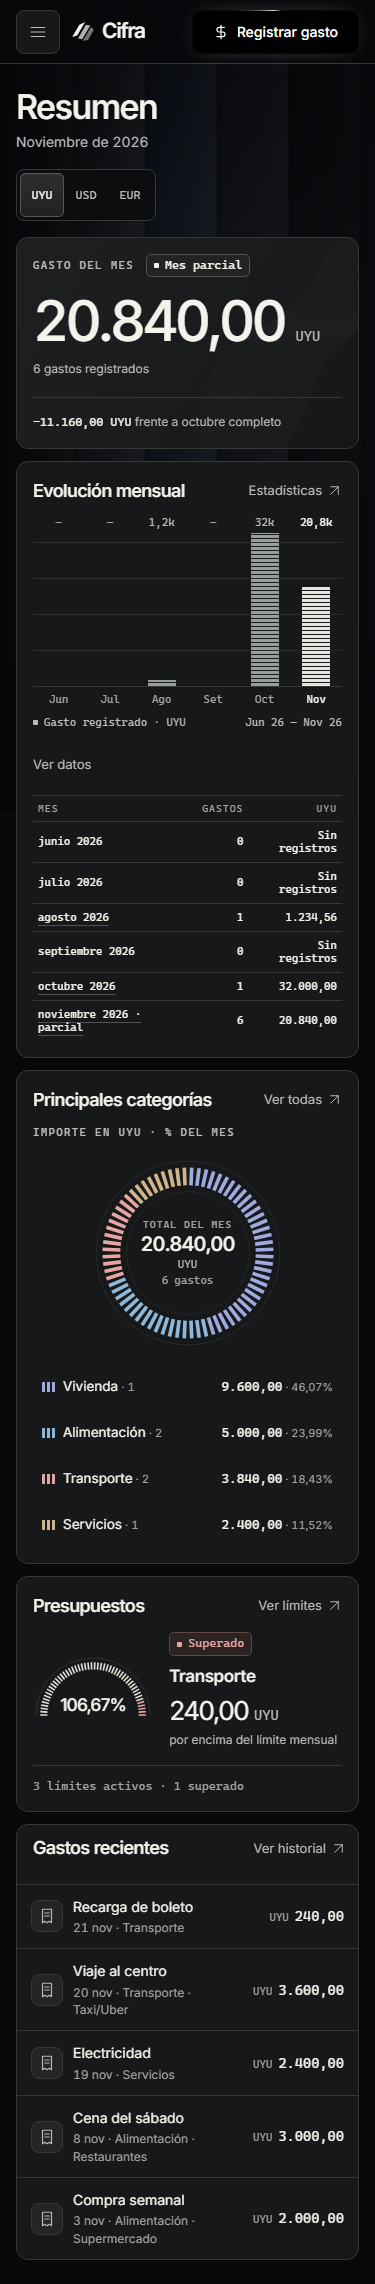 Cifra
$ Registrar gasto
Resumen
Noviembre de 2026
UYU USD EUR
GASTO DEL MES Mes parcial
20.840,00 UYU
6 gastos registrados
−11.160,00 UYU frente a octubre completo
Evolución mensual Estadísticas
– – 1,2k – 32k 20,8k
Jun Jul Ago Set Oct Nov
Gasto registrado · UYU Jun 26 – Nov 26
Ver datos
MES GASTOS UYU
junio 2026 0 Sin
registros
julio 2026 0 Sin
registros
agosto 2026 1 1.234,56
septiembre 2026 0 Sin
registros
octubre 2026 1 32.000,00
noviembre 2026 · 6 20.840,00
parcial
Principales categorías Ver todas
IMPORTE EN UYU · % DEL MES
TOTAL DEL MES
20.840,00
UYU
6 gastos
Vivienda · 1 9.600,00 · 46,07%
Alimentación · 2 5.000,00 · 23,99%
Transporte · 2 3.840,00 · 18,43%
Servicios · 1 2.400,00 · 11,52%
Presupuestos Ver límites
106,67%
Superado
Transporte
240,00 UYU
por encima del límite mensual
3 límites activos · 1 superado
Gastos recientes Ver historial
Recarga de boleto UYU 240,00
21 nov · Transporte
Viaje al centro UYU 3.600,00
20 nov · Transporte ·
Taxi/Uber
Electricidad UYU 2.400,00
19 nov · Servicios
Cena del sábado UYU 3.000,00
8 nov · Alimentación ·
Restaurantes
Compra semanal UYU 2.000,00
3 nov · Alimentación ·
Supermercado